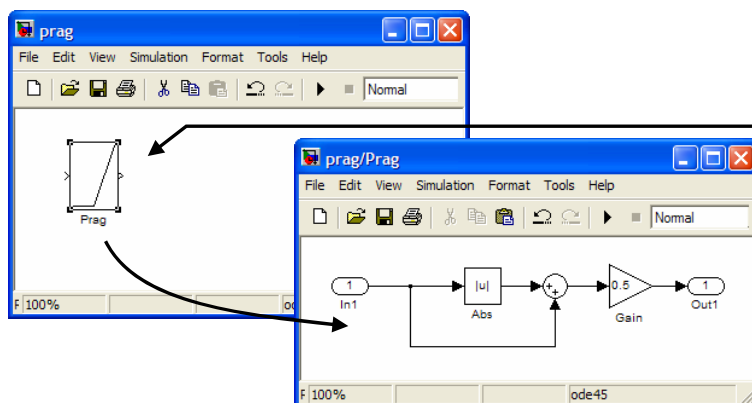 prag
File Edit View Simulation Format Tools Help
Normal
Prag
100%
prag/Prag
File Edit View Simulation Format Tools Help
Normal
1
In1
|u|
Abs
+
+
0.5
Gain
1
Out1
100%
ode45